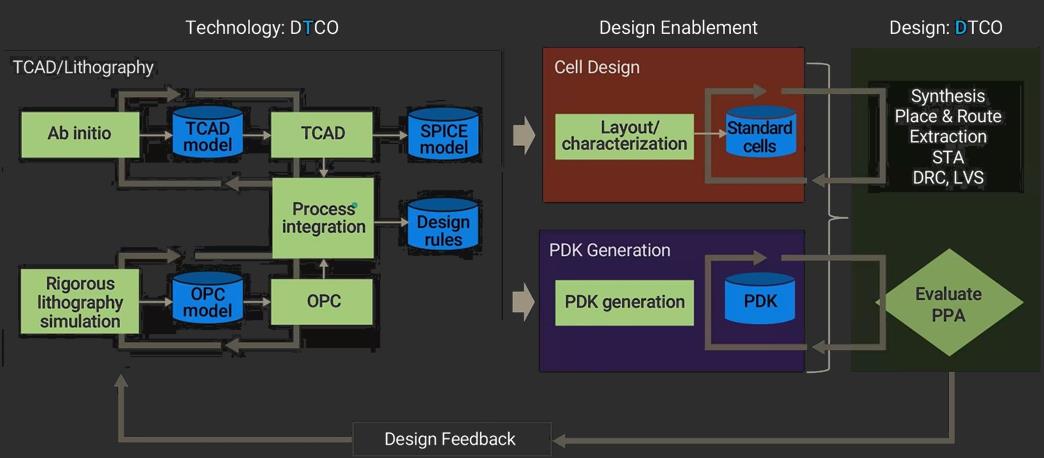 Technology: DTCO
Design Enablement
Design: DTCO
TCAD/Lithography
Ab initio
TCAD
model
TCAD
SPICE
model
Process
integration
Design
rules
Rigorous
lithography
simulation
OPC
model
OPC
Cell Design
Layout/
characterization
Standard
cells
PDK Generation
PDK generation
PDK
Synthesis
Place & Route
Extraction
STA
DRC, LVS
Evaluate
PPA
Design Feedback